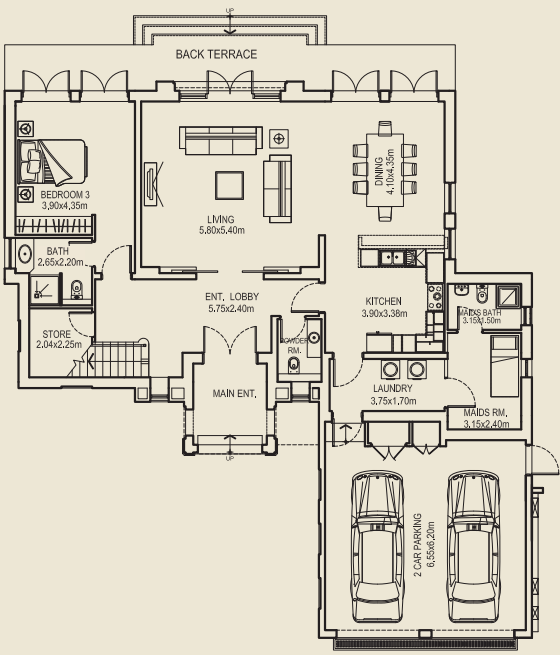 UP
BACK TERRACE
BEDROOM 3
3,90x4,35m
LIVING
5.80x5.40m
DINING
4,10x4.35m
BATH
2.65x2.20m
ENT. LOBBY
5.75x2.40m
KITCHEN
3.90x3.38m
MAIDS BATH
3.15x1.50m
STORE
2.04x2.25m
POWDER
RM.
MAIN ENT.
LAUNDRY
3,75x1,70m
MAIDS RM.
3,15x2,40m
UP
2 CAR PARKING
6,55x6,20m